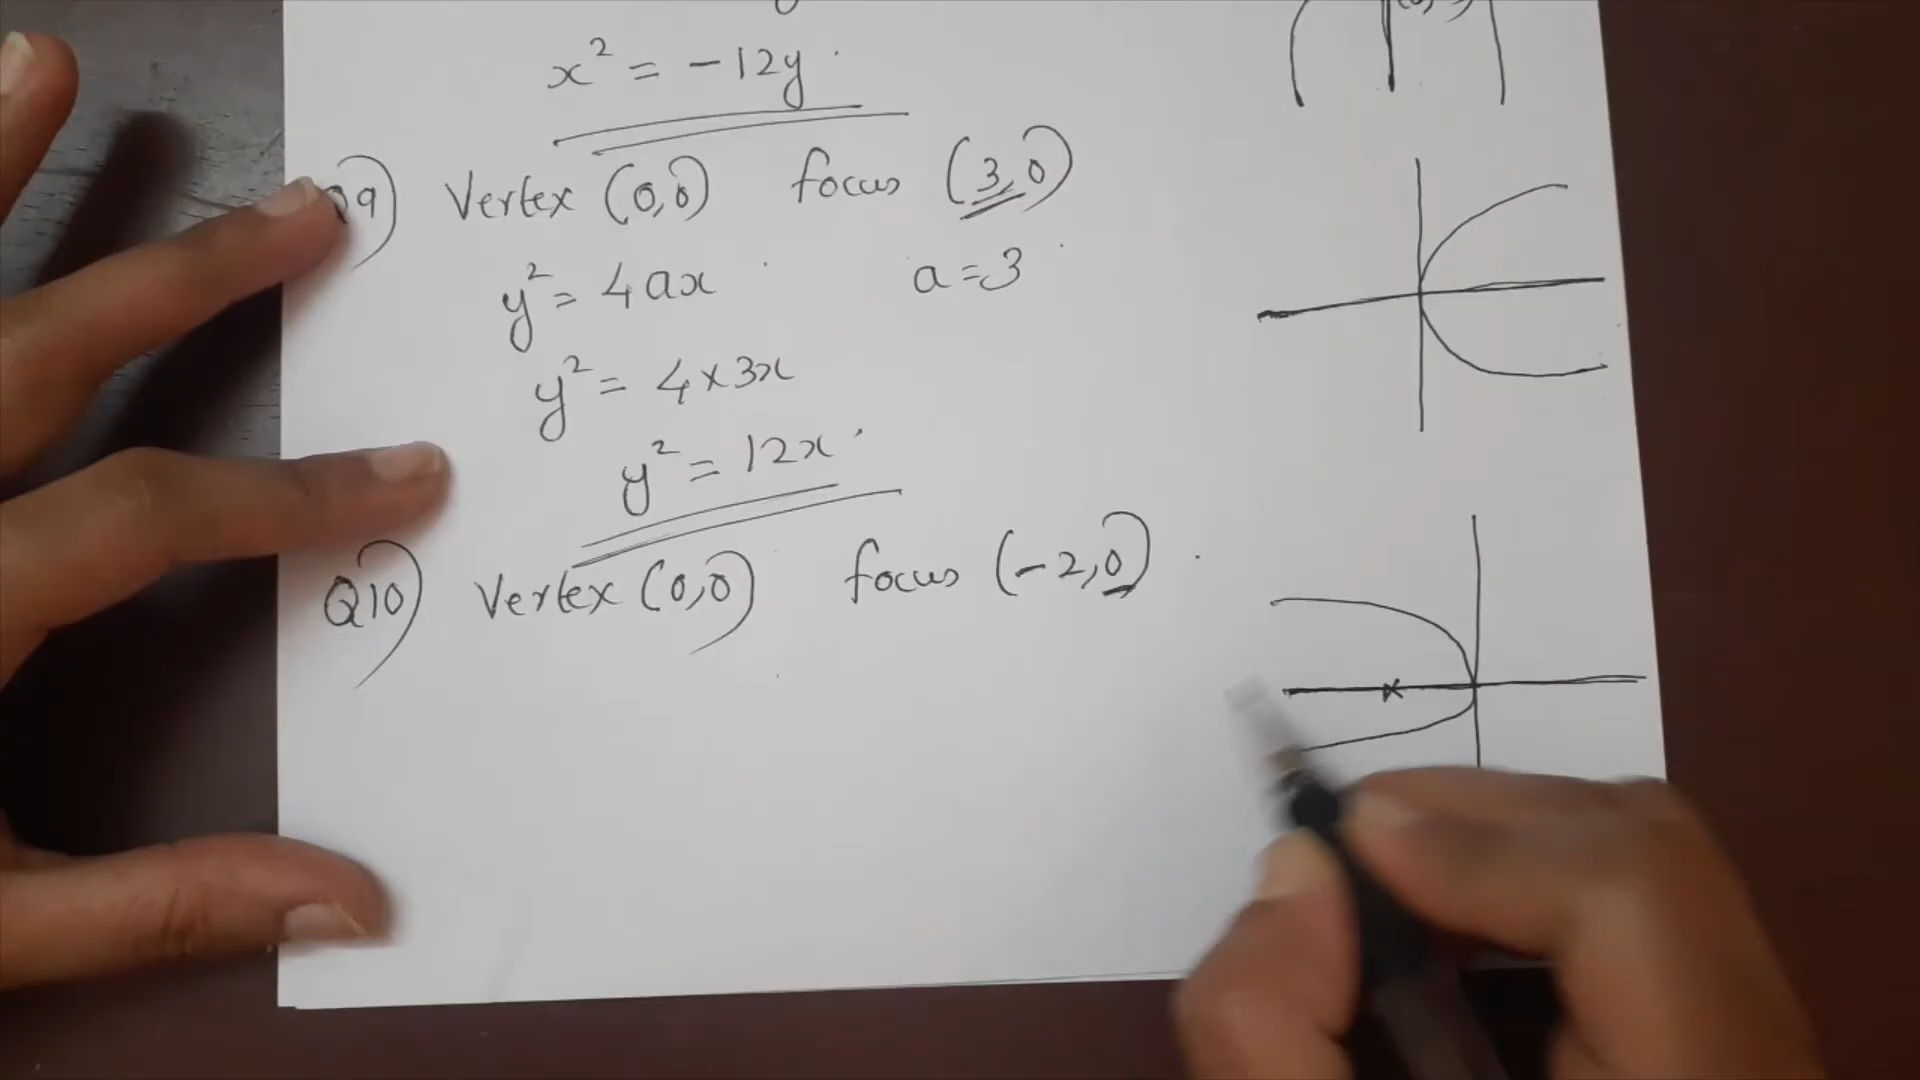 x² = -12y
Q9) Vertex (0,0) focus (3,0)
y² = 4ax a=3
y² = 4×3x
y² = 12x
Q10) Vertex (0,0) focus (-2,0)